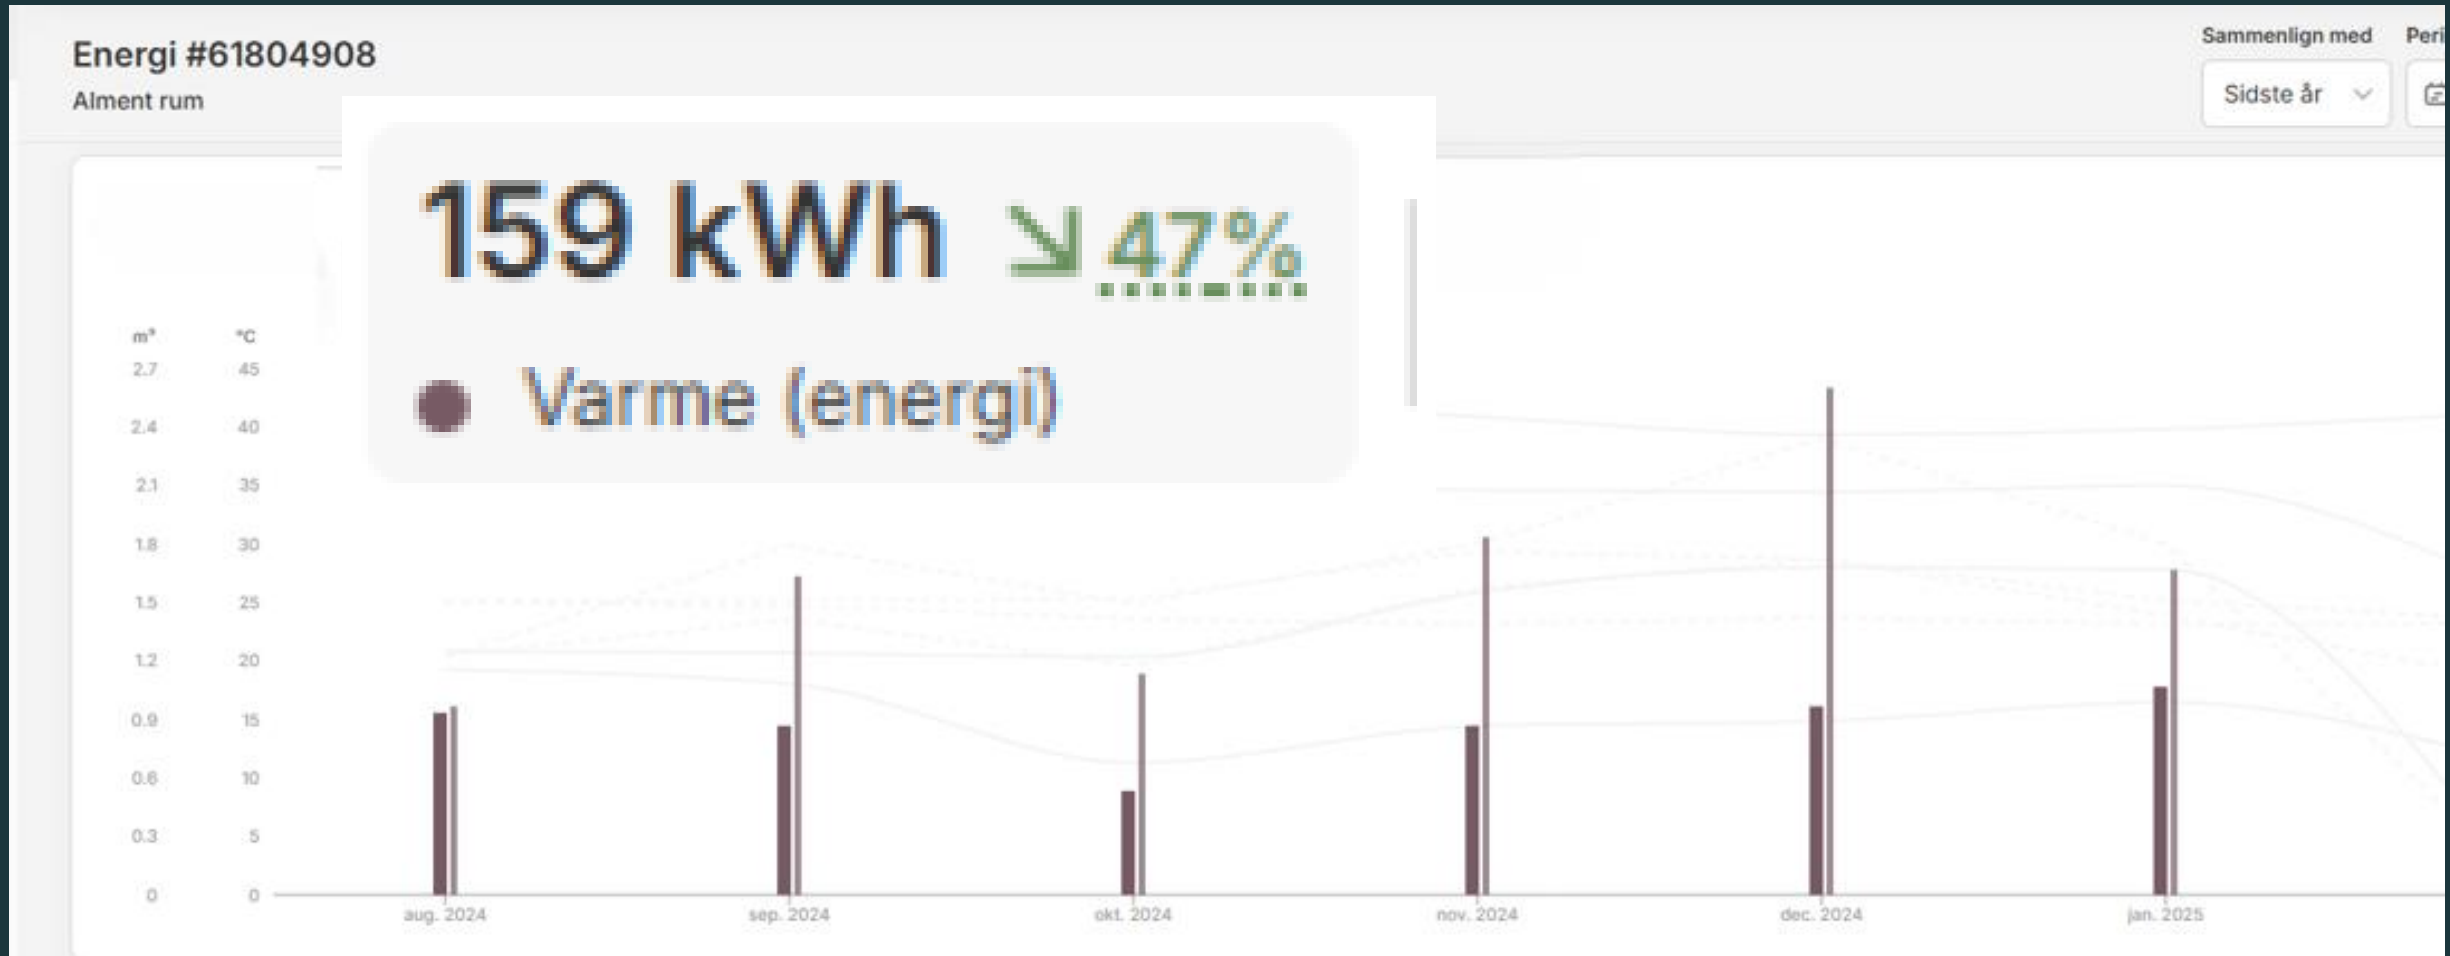 Energi #61804908
Alment rum
Sammenlign med
Sidste år
159 kWh 47%
Varme (energi)
m³ °C
2.7 45
2.4 40
2.1 35
1.8 30
1.5 25
1.2 20
0.9 15
0.6 10
0.3 5
0 0
aug. 2024 sep. 2024 okt. 2024 nov. 2024 dec. 2024 jan. 2025